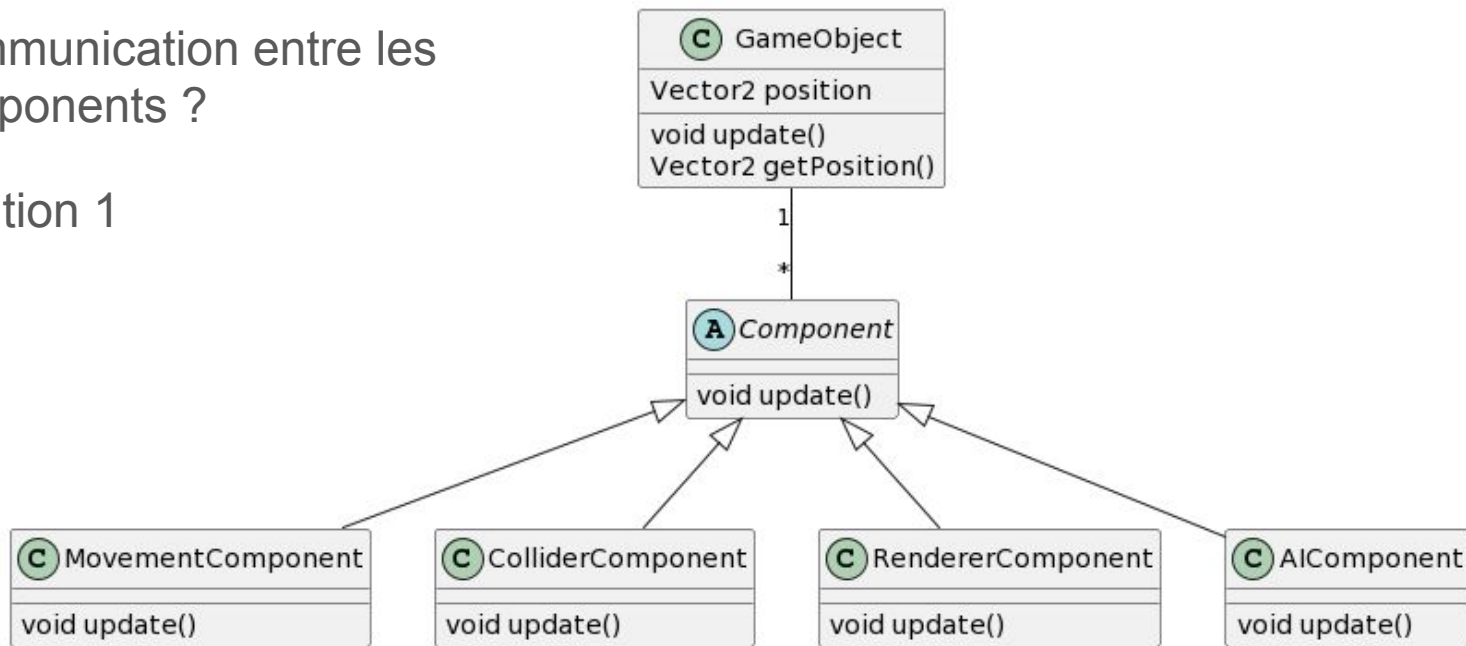 mmunication entre les
ponents ?
tion 1
C GameObject
Vector2 position
void update()
Vector2 getPosition()
1
*
A Component
void update()
C MovementComponent
void update()
C ColliderComponent
void update()
C RendererComponent
void update()
C AIComponent
void update()